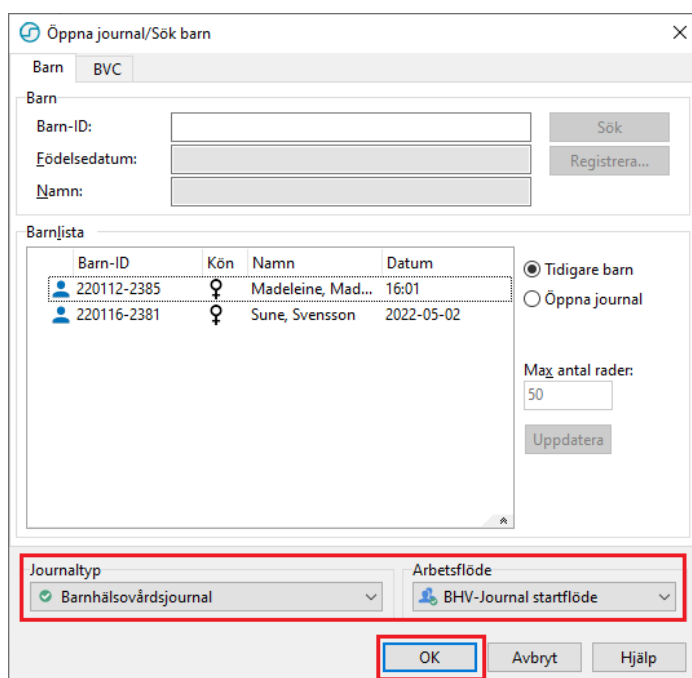 Öppna journal/Sök barn
Barn BVC
Barn
Barn-ID: Sök
Födelsedatum: Registrera...
Namn:
Barnlista
Barn-ID Kön Namn Datum
220112-2385 Madeleine, Mad... 16:01
220116-2381 Sune, Svensson 2022-05-02
Tidigare barn
Öppna journal
Max antal rader:
50
Uppdatera
Journaltyp Arbetsflöde
Barnhälsovårdsjournal BHV-Journal startflöde
OK Avbryt Hjälp